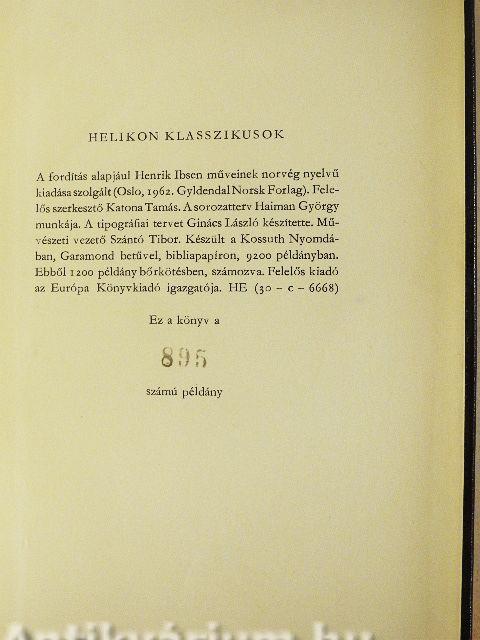 HELIKON KLASSZIKUSOK
A fordítás alapjául Henrik Ibsen műveinek norvég nyelvű
kiadása szolgált (Oslo, 1962. Gyldendal Norsk Forlag). Fele-
lős szerkesztő Katona Tamás. A sorozatterv Haiman György
munkája. A tipográfiai tervet Ginács László készítette. Mű-
vészeti vezető Szántó Tibor. Készült a Kossuth Nyomdá-
ban, Garamond betűvel, bibliapapíron, 9200 példányban.
Ebből 1200 példány bőrkötésben, számozva. Felelős kiadó
az Európa Könyvkiadó igazgatója. HE (30 – c – 6668)
Ez a könyv a
895
számú példány
Antikvárium.hu